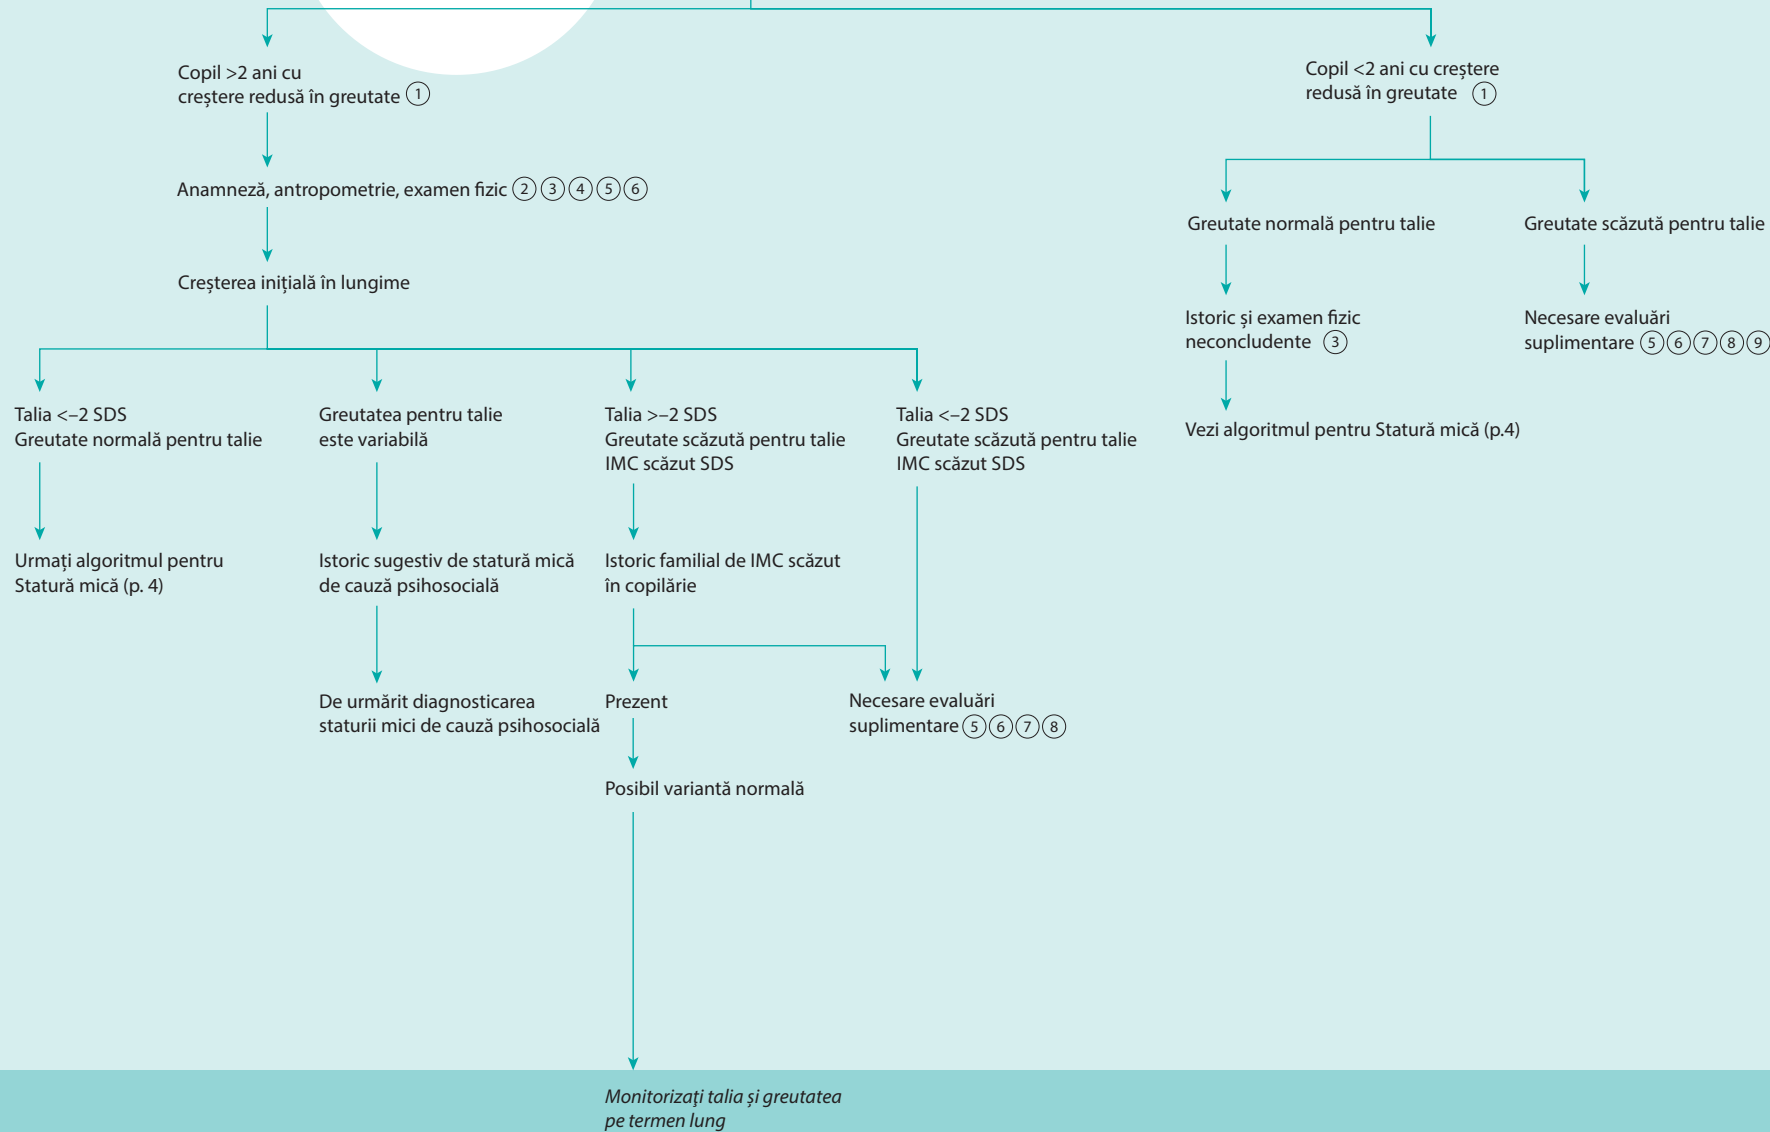 Copil >2 ani cu
creștere redusă în greutate 1
Anamneză, antropometrie, examen fizic 2 3 4 5 6
Creșterea inițială în lungime
Talia <–2 SDS
Greutate normală pentru talie
Urmați algoritmul pentru
Statură mică (p. 4)
Greutatea pentru talie
este variabilă
Istoric sugestiv de statură mică
de cauză psihosocială
De urmărit diagnosticarea
staturii mici de cauză psihosocială
Talia >–2 SDS
Greutate scăzută pentru talie
IMC scăzut SDS
Istoric familial de IMC scăzut
în copilărie
Prezent
Posibil variantă normală
Talia <–2 SDS
Greutate scăzută pentru talie
IMC scăzut SDS
Necesare evaluări
suplimentare 5 6 7 8
Copil <2 ani cu creștere
redusă în greutate 1
Greutate normală pentru talie
Istoric și examen fizic
neconcludente 3
Vezi algoritmul pentru Statură mică (p.4)
Greutate scăzută pentru talie
Necesare evaluări
suplimentare 5 6 7 8 9
Monitorizaţi talia și greutatea
pe termen lung